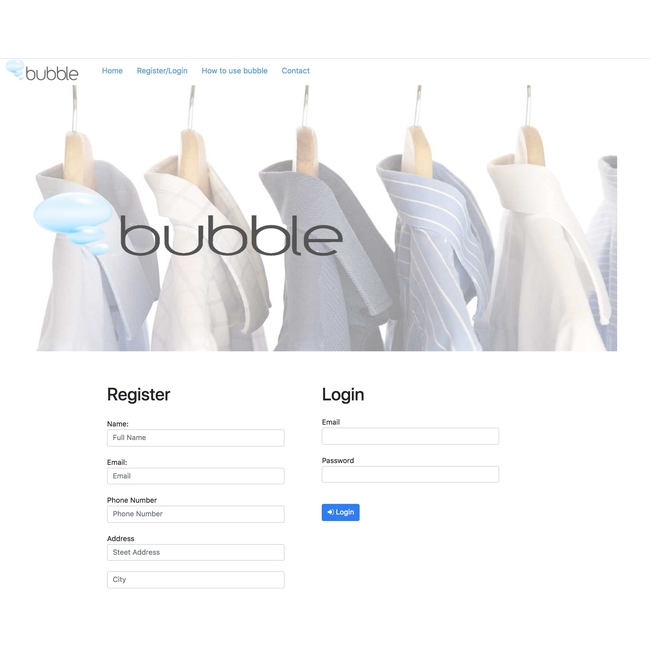 bubble
Home Register/Login How to use bubble Contact
bubble
Register
Name:
Full Name
Email:
Email
Phone Number
Phone Number
Address
Steet Address
City
Login
Email
Password
Login